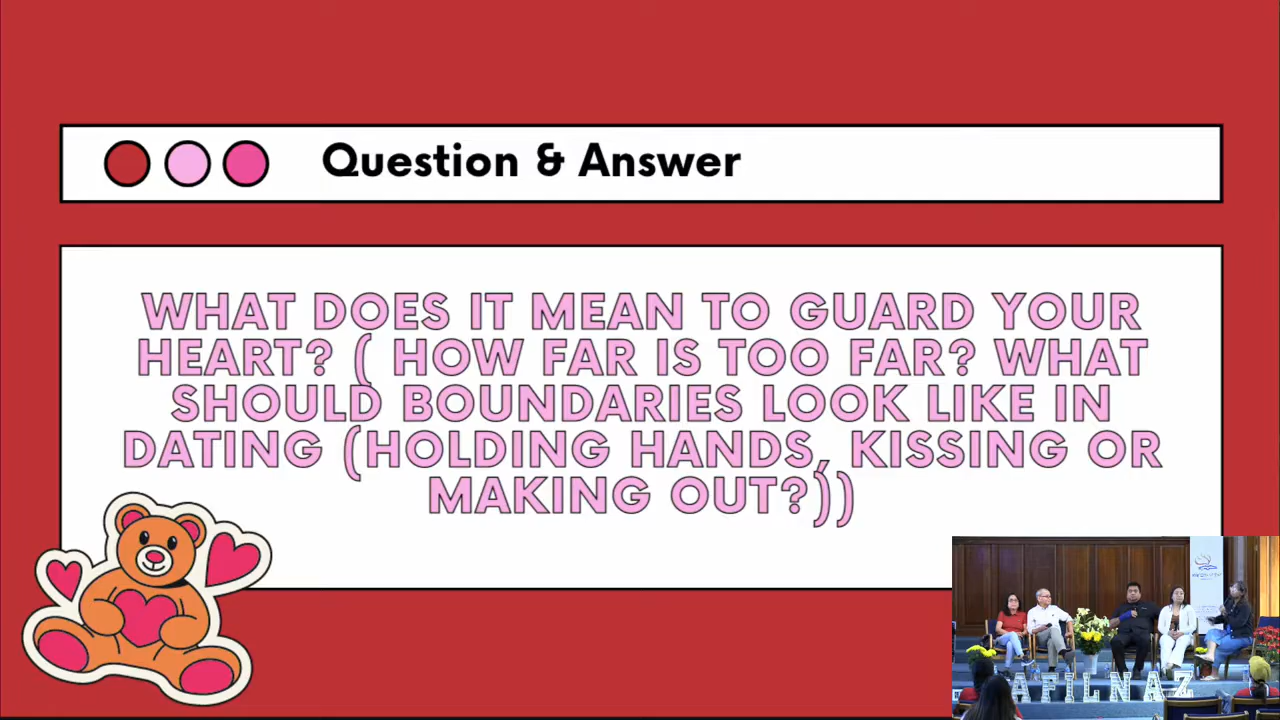 Question & Answer
WHAT DOES IT MEAN TO GUARD YOUR
HEART? ( HOW FAR IS TOO FAR? WHAT
SHOULD BOUNDARIES LOOK LIKE IN
DATING (HOLDING HANDS, KISSING OR
MAKING OUT?))
AFILNAZ